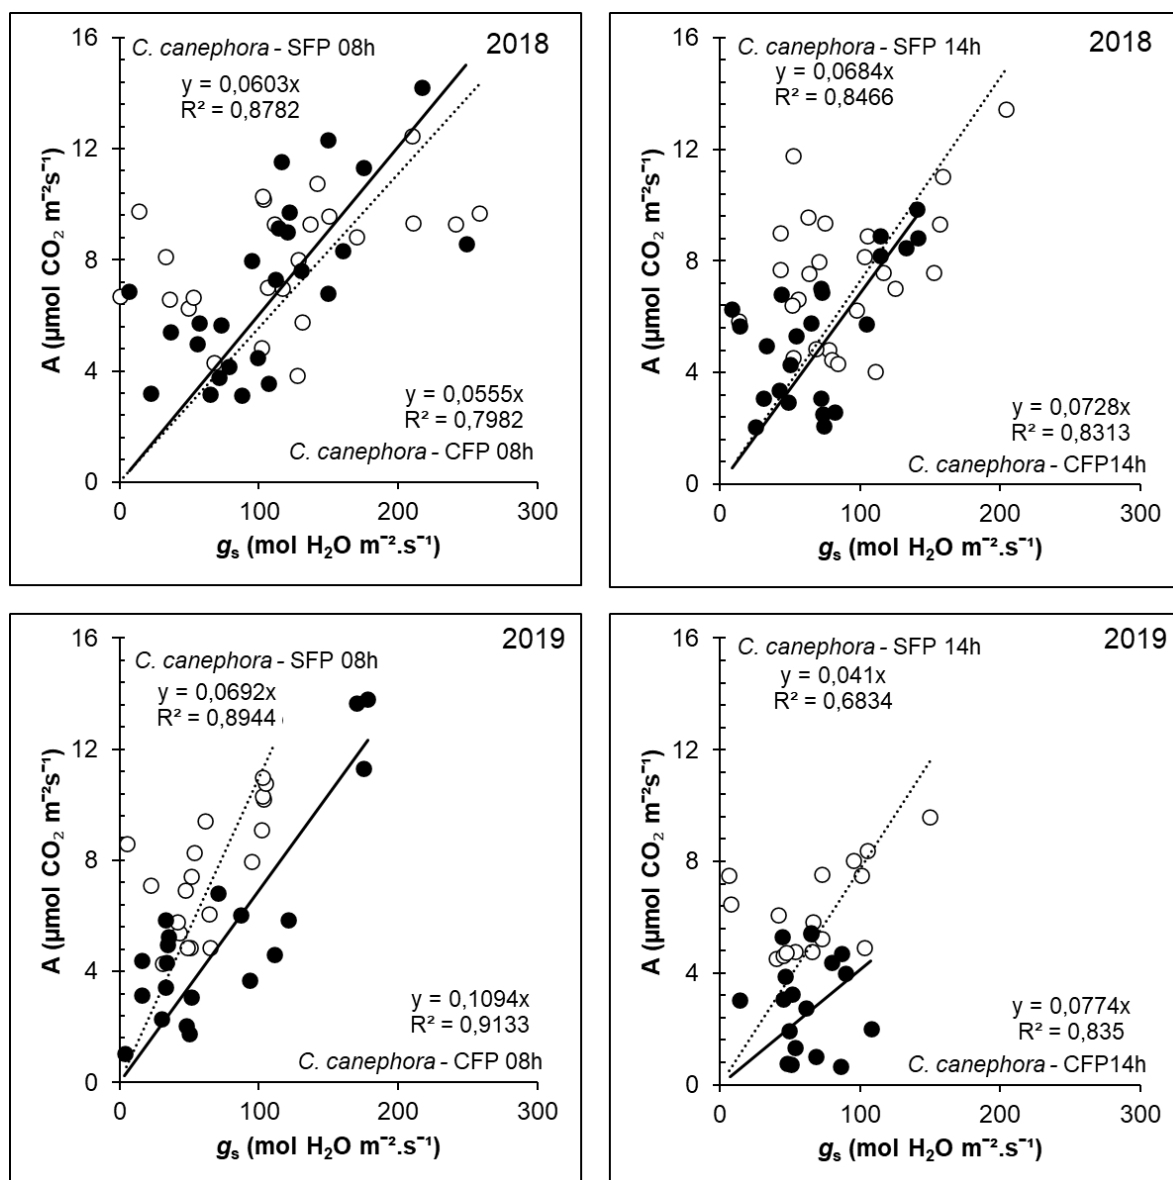 2018
C. canephora - SFP 08h
y = 0,0603x
R² = 0,8782
A (µmol CO₂ m⁻²s⁻¹)
16
12
8
4
0
y = 0,0555x
R² = 0,7982
C. canephora - CFP 08h
0 100 200 300
gₛ (mol H₂O m⁻².s⁻¹)
2018
C. canephora - SFP 14h
y = 0,0684x
R² = 0,8466
A (µmol CO₂ m⁻²s⁻¹)
16
12
8
4
0
y = 0,0728x
R² = 0,8313
C. canephora - CFP14h
0 100 200 300
gₛ (mol H₂O m⁻².s⁻¹)
2019
C. canephora - SFP 08h
y = 0,0692x
R² = 0,8944
A (µmol CO₂ m⁻²s⁻¹)
16
12
8
4
0
y = 0,1094x
R² = 0,9133
C. canephora - CFP 08h
0 100 200 300
gₛ (mol H₂O m⁻².s⁻¹)
2019
C. canephora - SFP 14h
y = 0,041x
R² = 0,6834
A (µmol CO₂ m⁻²s⁻¹)
16
12
8
4
0
y = 0,0774x
R² = 0,835
C. canephora - CFP14h
0 100 200 300
gₛ (mol H₂O m⁻².s⁻¹)